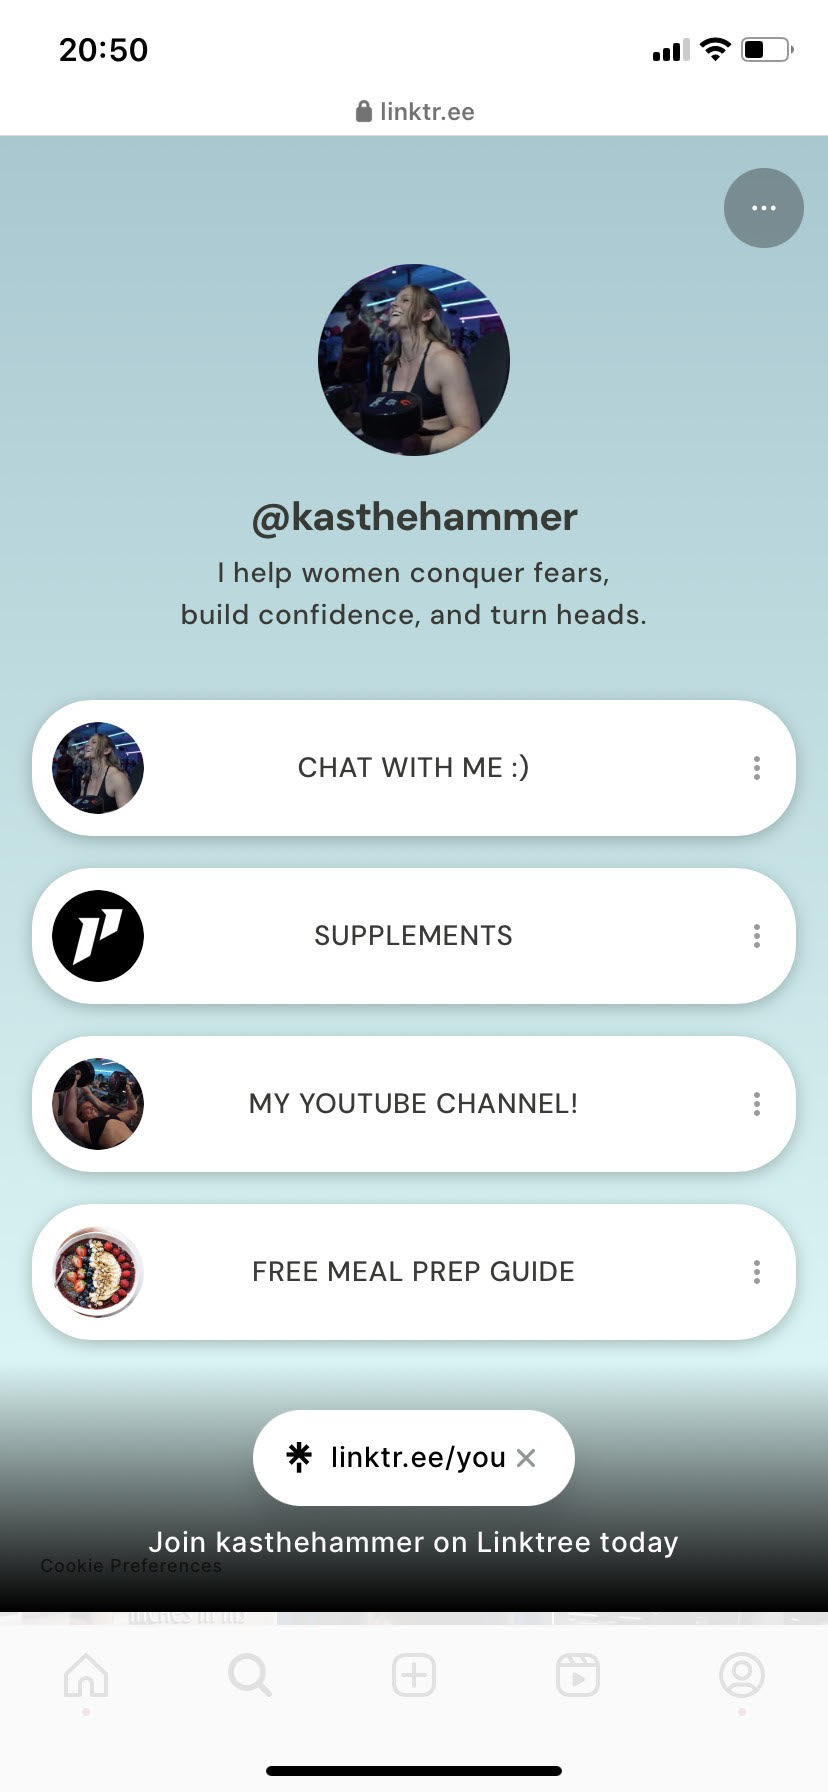 20:50
linktr.ee
@kasthehammer
I help women conquer fears,
build confidence, and turn heads.
CHAT WITH ME :)
SUPPLEMENTS
MY YOUTUBE CHANNEL!
FREE MEAL PREP GUIDE
linktr.ee/you
Join kasthehammer on Linktree today
Cookie Preferences